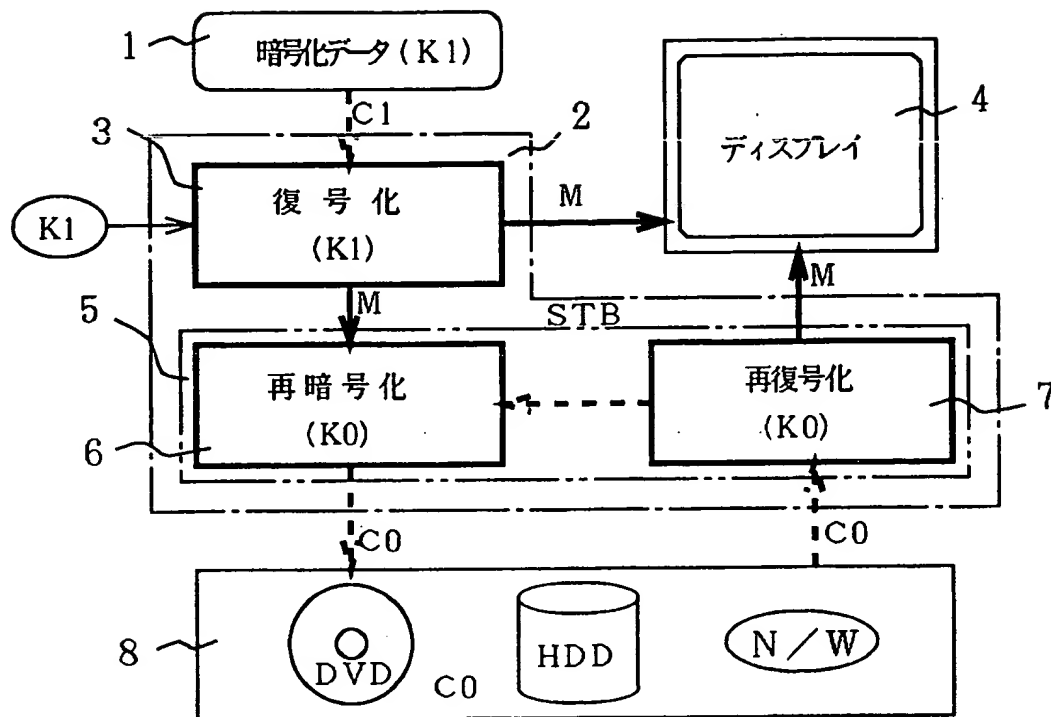 1
暗号化データ(K1)
C1
2
3
4
ディスプレイ
復号化
(K1)
K1
M
M
M
5
STB
再暗号化
(K0)
6
再復号化
(K0)
7
C0
C0
8
DVD
C0
HDD
N/W